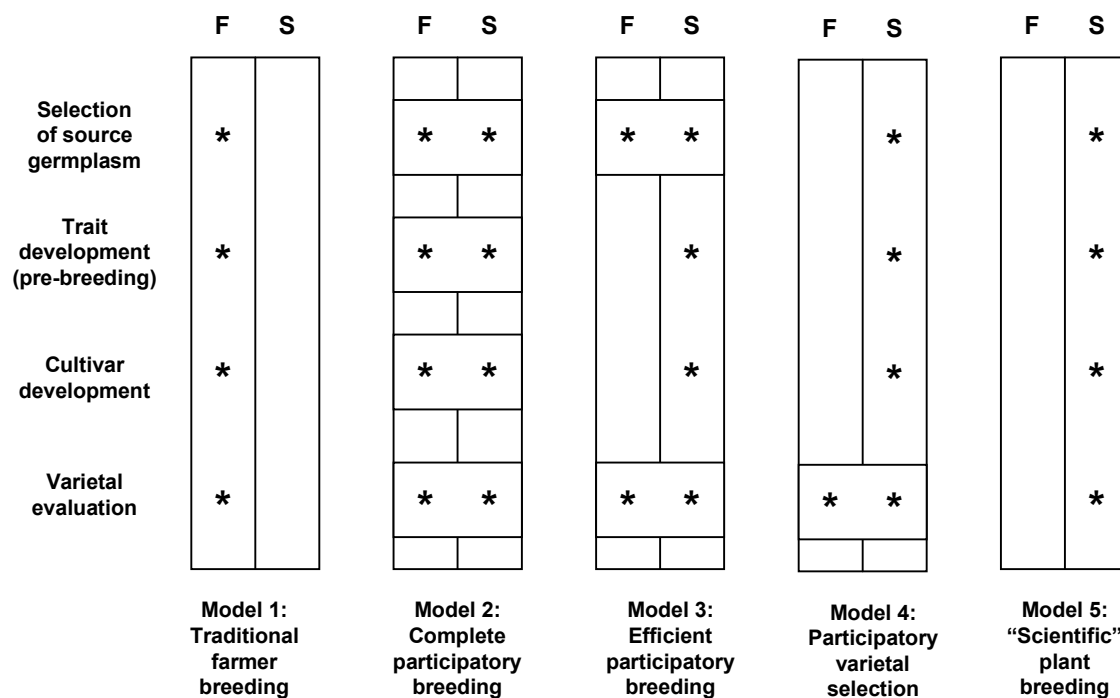 F S F S F S F S F S
Selection
of source
germplasm
* * * * * * *
Trait
development
(pre-breeding)
* * * * * *
Cultivar
development
* * * * * *
Varietal
evaluation
* * * * * * * *
Model 1:
Traditional
farmer
breeding
Model 2:
Complete
participatory
breeding
Model 3:
Efficient
participatory
breeding
Model 4:
Participatory
varietal
selection
Model 5:
“Scientific”
plant
breeding